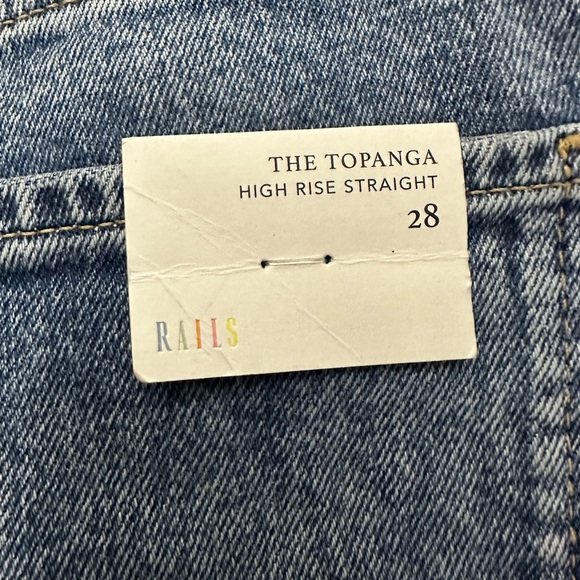 THE TOPANGA
HIGH RISE STRAIGHT
28
RAILS